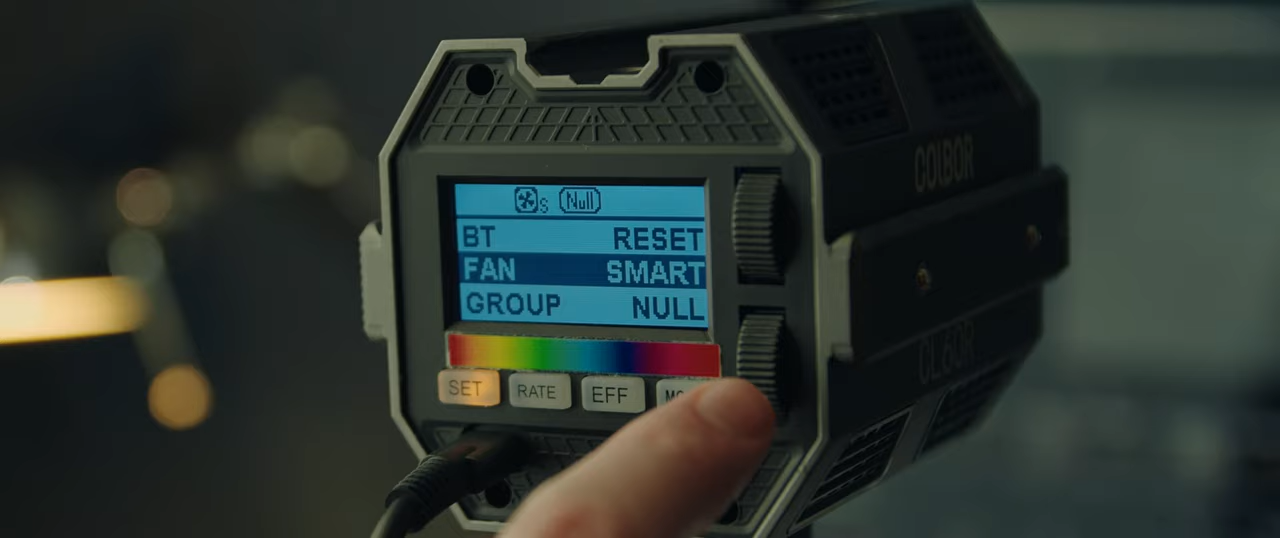 S Null
BT RESET
FAN SMART
GROUP NULL
SET RATE EFF
COLBOR
CL60R